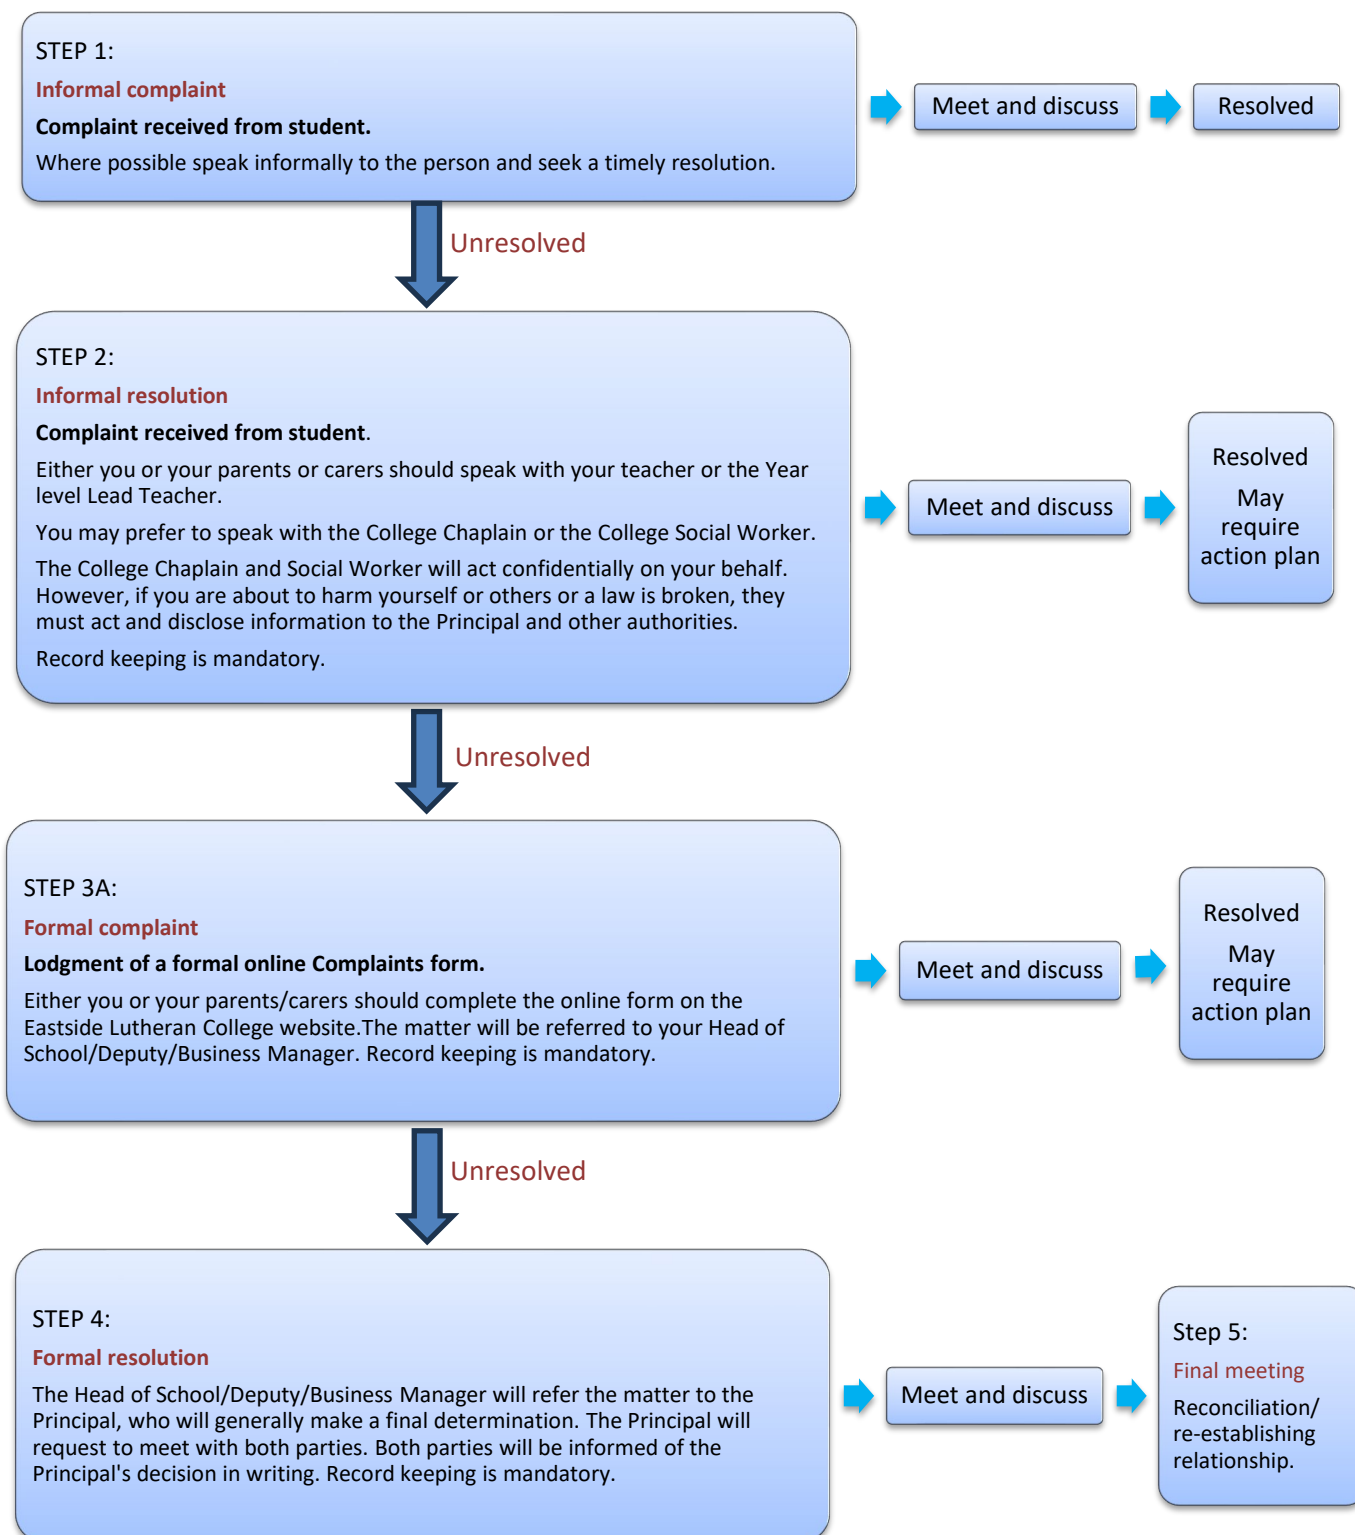 STEP 1:
Informal complaint
Complaint received from student.
Where possible speak informally to the person and seek a timely resolution.
Meet and discuss
Resolved
Unresolved
STEP 2:
Informal resolution
Complaint received from student.
Either you or your parents or carers should speak with your teacher or the Year
level Lead Teacher.
You may prefer to speak with the College Chaplain or the College Social Worker.
The College Chaplain and Social Worker will act confidentially on your behalf.
However, if you are about to harm yourself or others or a law is broken, they
must act and disclose information to the Principal and other authorities.
Record keeping is mandatory.
Meet and discuss
Resolved
May
require
action plan
Unresolved
STEP 3A:
Formal complaint
Lodgment of a formal online Complaints form.
Either you or your parents/carers should complete the online form on the
Eastside Lutheran College website.The matter will be referred to your Head of
School/Deputy/Business Manager. Record keeping is mandatory.
Meet and discuss
Resolved
May
require
action plan
Unresolved
STEP 4:
Formal resolution
The Head of School/Deputy/Business Manager will refer the matter to the
Principal, who will generally make a final determination. The Principal will
request to meet with both parties. Both parties will be informed of the
Principal's decision in writing. Record keeping is mandatory.
Meet and discuss
Step 5:
Final meeting
Reconciliation/
re-establishing
relationship.